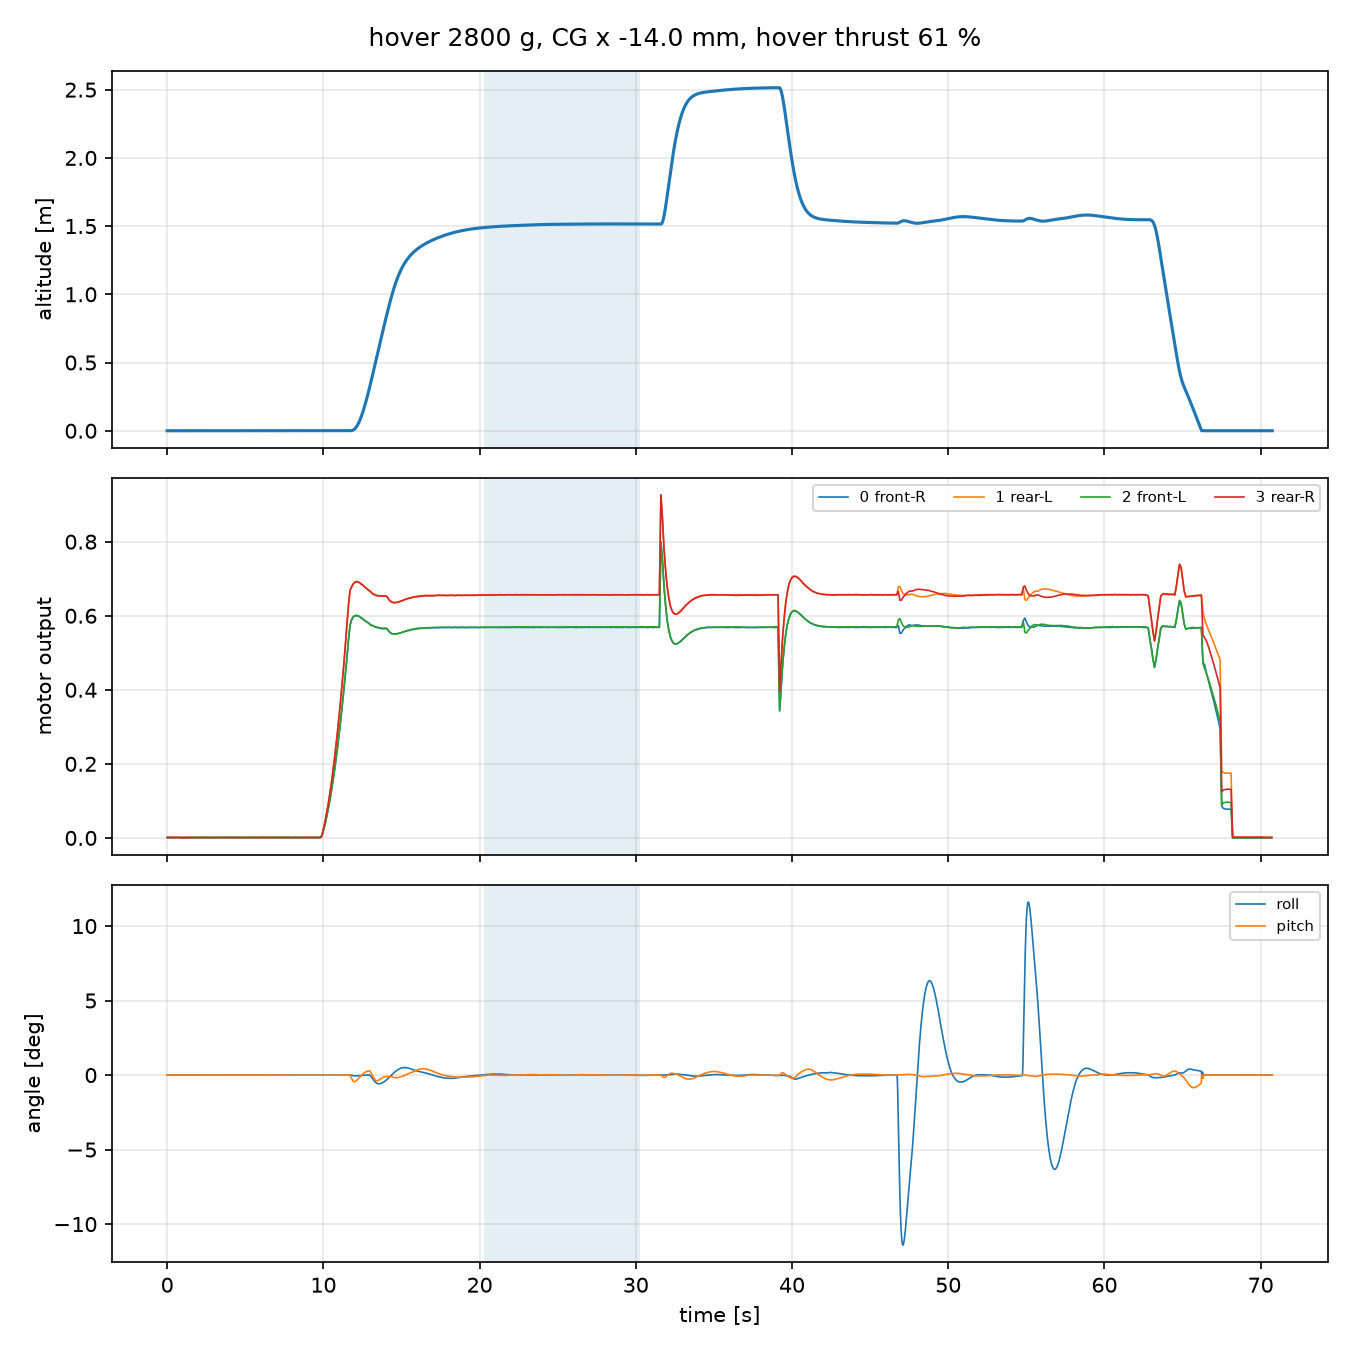 hover 2800 g, CG x -14.0 mm, hover thrust 61 %
2.5
2.0
1.5
1.0
0.5
0.0
altitude [m]
0 front-R 1 rear-L 2 front-L 3 rear-R
0.8
0.6
0.4
0.2
0.0
motor output
roll
pitch
10
5
0
−5
−10
angle [deg]
0 10 20 30 40 50 60 70
time [s]